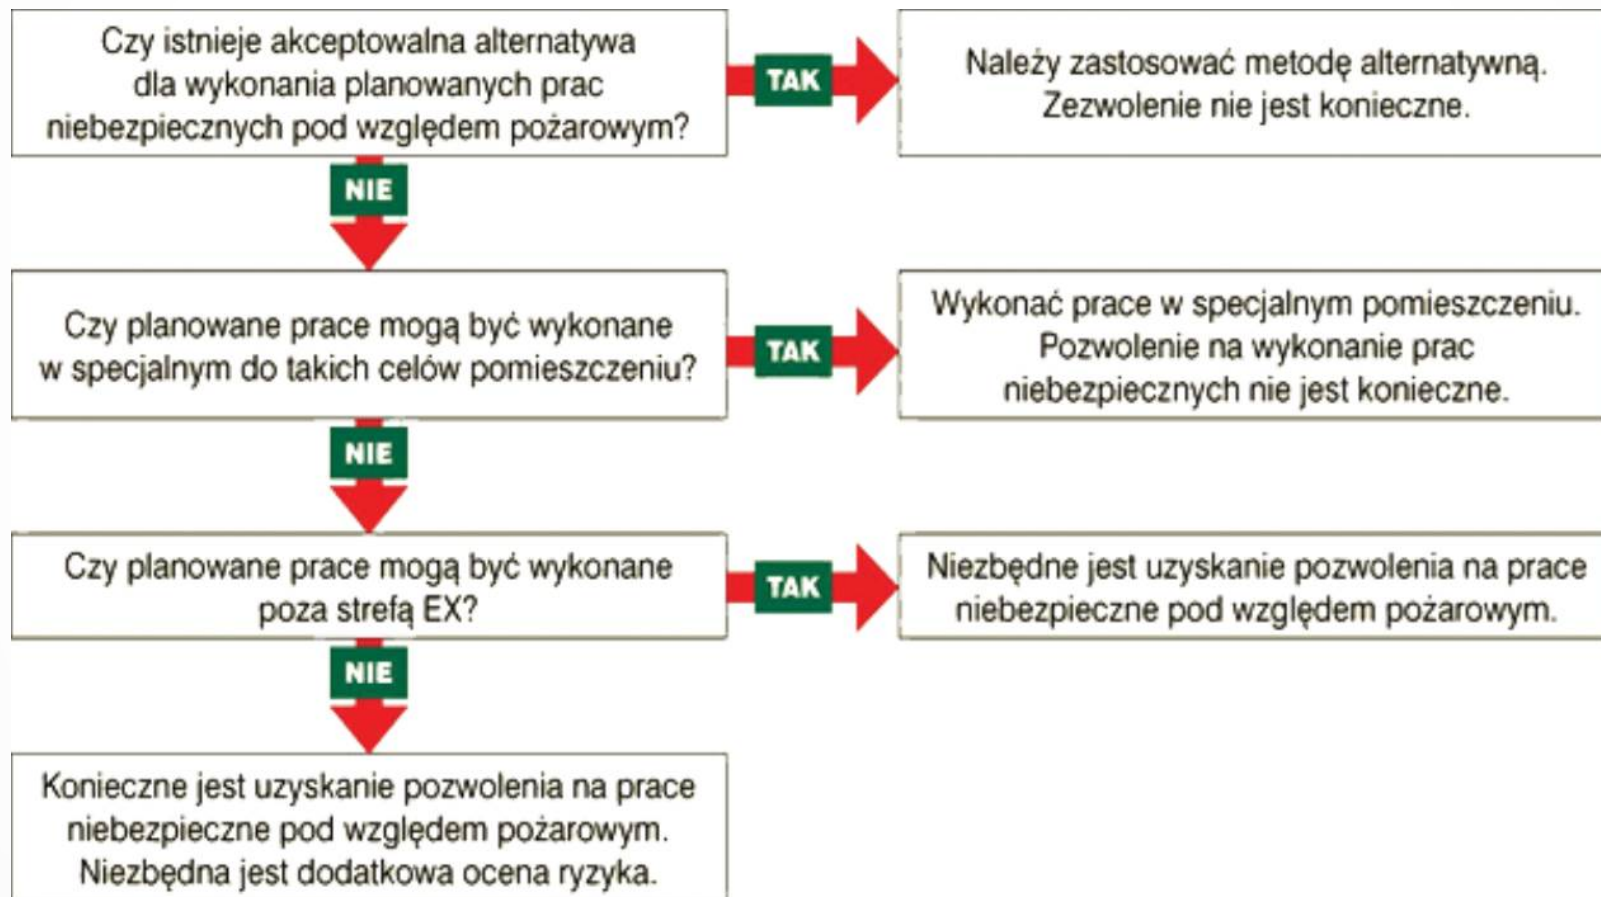 Czy istnieje akceptowalna alternatywa
dla wykonania planowanych prac
niebezpiecznych pod względem pożarowym?
TAK
Należy zastosować metodę alternatywną.
Zezwolenie nie jest konieczne.
NIE
Czy planowane prace mogą być wykonane
w specjalnym do takich celów pomieszczeniu?
TAK
Wykonać prace w specjalnym pomieszczeniu.
Pozwolenie na wykonanie prac
niebezpiecznych nie jest konieczne.
NIE
Czy planowane prace mogą być wykonane
poza strefą EX?
TAK
Niezbędne jest uzyskanie pozwolenia na prace
niebezpieczne pod względem pożarowym.
NIE
Konieczne jest uzyskanie pozwolenia na prace
niebezpieczne pod względem pożarowym.
Niezbędna jest dodatkowa ocena ryzyka.